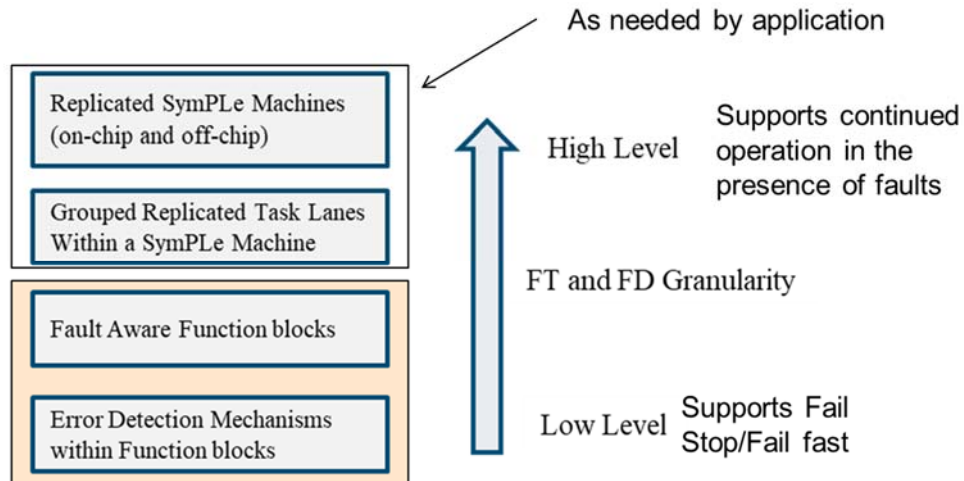 As needed by application
Replicated SymPLe Machines
(on-chip and off-chip)
Grouped Replicated Task Lanes
Within a SymPLe Machine
Fault Aware Function blocks
Error Detection Mechanisms
within Function blocks
High Level
Supports continued
operation in the
presence of faults
FT and FD Granularity
Low Level
Supports Fail
Stop/Fail fast